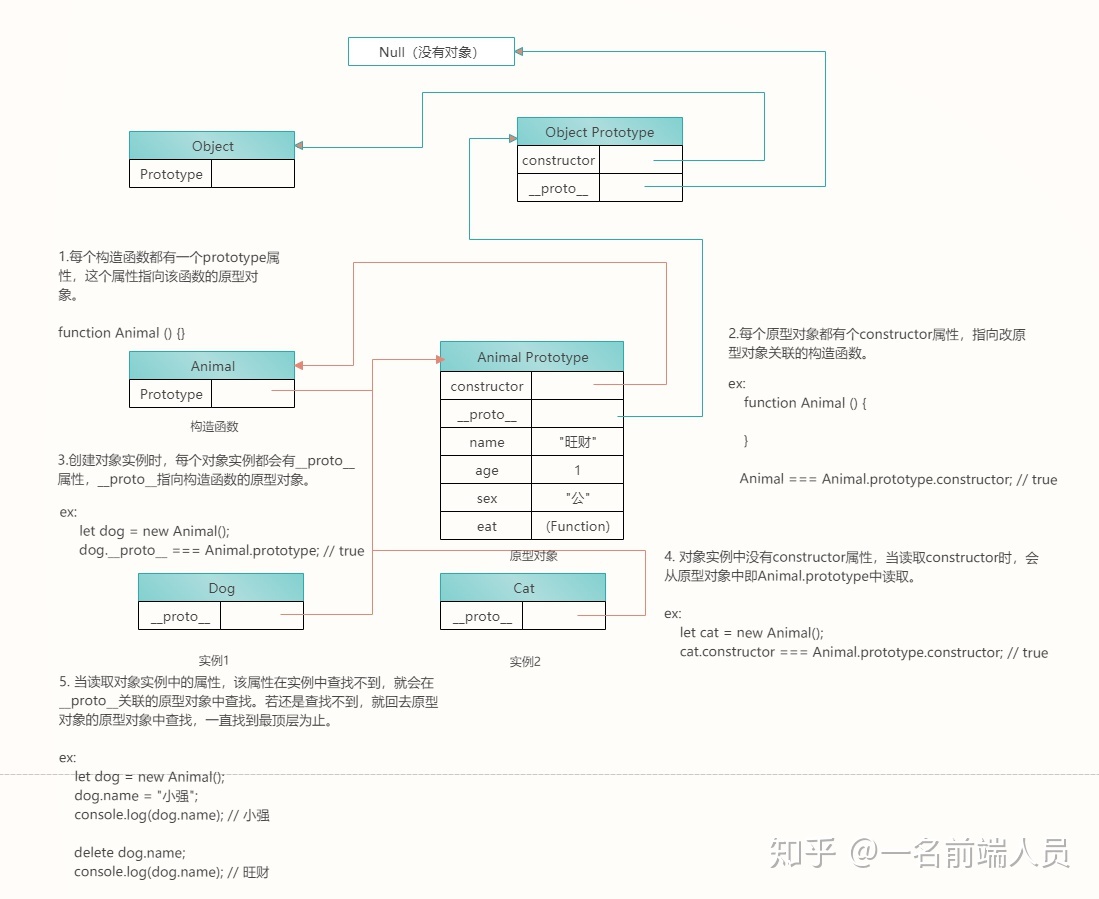 Null（没有对象）
Object
Prototype
Object Prototype
constructor
__proto__
1.每个构造函数都有一个prototype属
性，这个属性指向该函数的原型对
象。
function Animal () {}
Animal
Prototype
构造函数
Animal Prototype
constructor
__proto__
name
"旺财"
age
1
sex
"公"
eat
(Function)
原型对象
2.每个原型对象都有个constructor属性，指向改原
型对象关联的构造函数。
ex:
function Animal () {
}
Animal === Animal.prototype.constructor; // true
3.创建对象实例时，每个对象实例都会有__proto__
属性，__proto__指向构造函数的原型对象。
ex:
let dog = new Animal();
dog.__proto__ === Animal.prototype; // true
Dog
__proto__
实例1
Cat
__proto__
实例2
4. 对象实例中没有constructor属性，当读取constructor时，会
从原型对象中即Animal.prototype中读取。
ex:
let cat = new Animal();
cat.constructor === Animal.prototype.constructor; // true
5. 当读取对象实例中的属性，该属性在实例中查找不到，就会在
__proto__关联的原型对象中查找。若还是查找不到，就回去原型
对象的原型对象中查找，一直找到最顶层为止。
ex:
let dog = new Animal();
dog.name = "小强";
console.log(dog.name); // 小强
delete dog.name;
console.log(dog.name); // 旺财
知乎 @一名前端人员